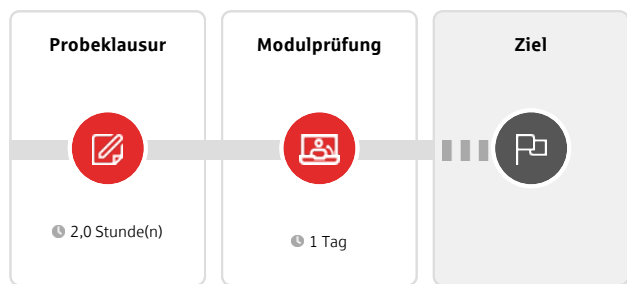 Probeklausur
2,0 Stunde(n)
Modulprüfung
1 Tag
Ziel